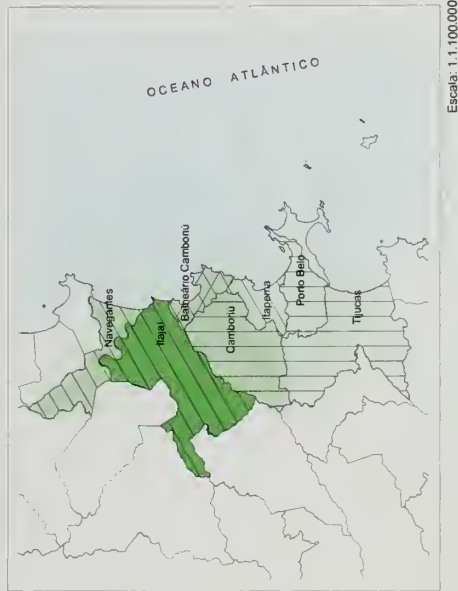 OCEANO ATLÂNTICO
Navegantes
Itajaí
Balneário Camboriú
Camboriú
Itapema
Porto Belo
Tijucas
Escala: 1:1.100.000